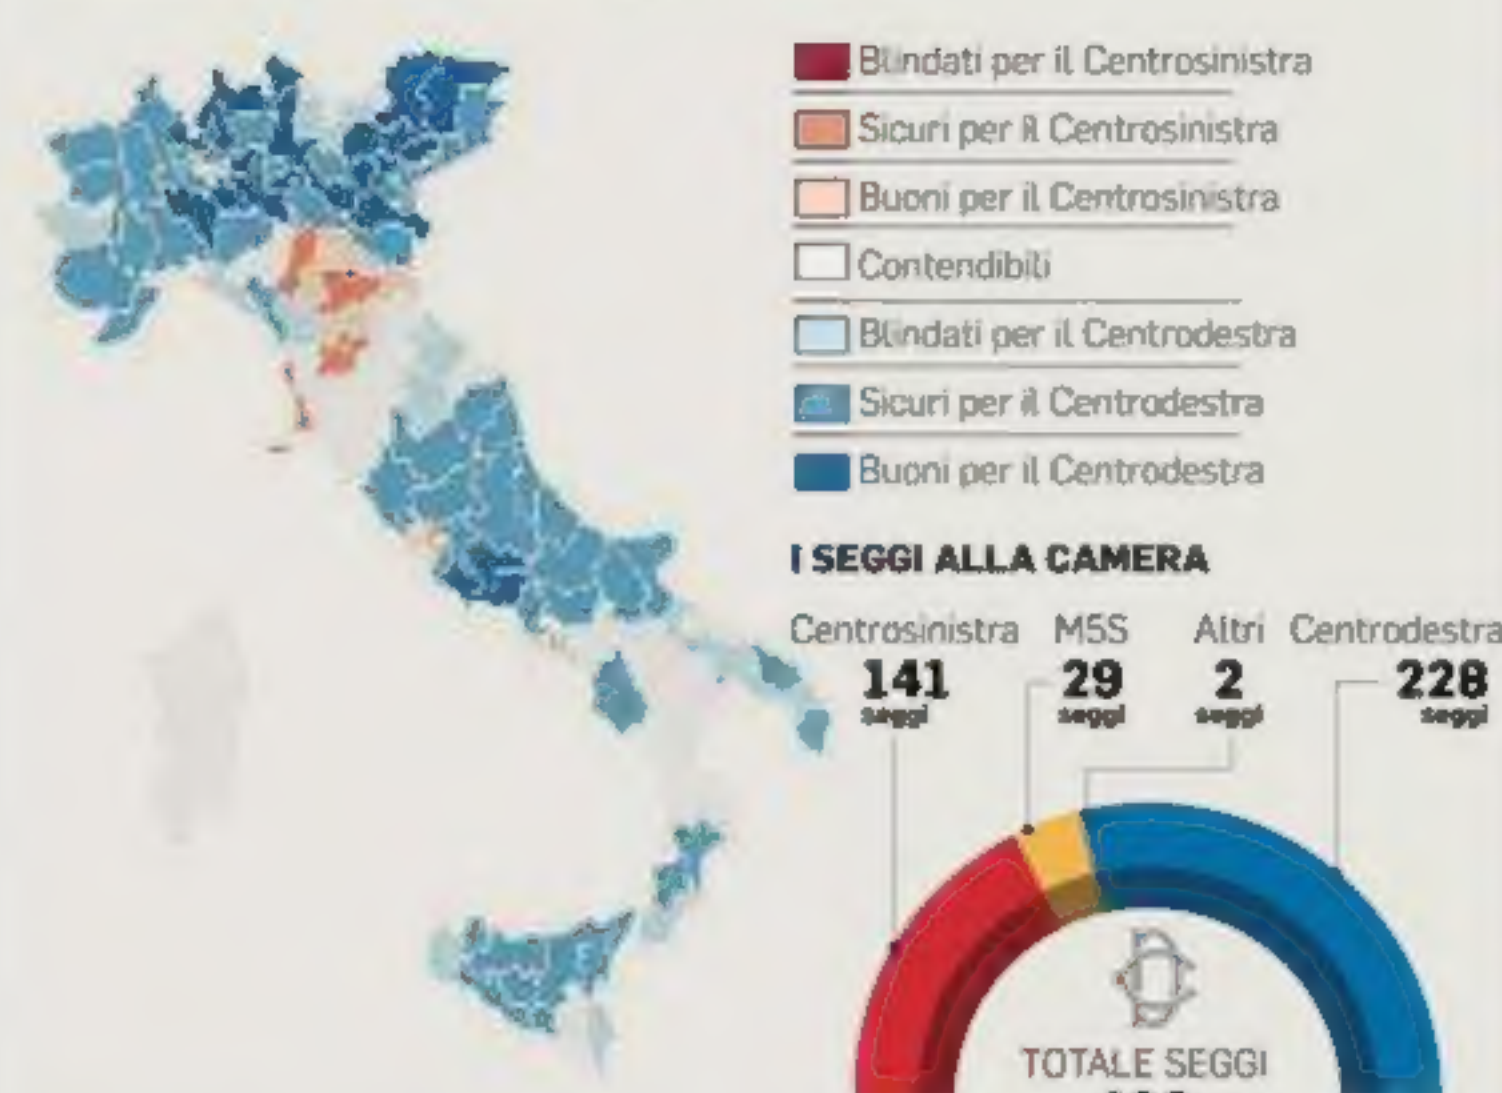 Blindati per il Centrosinistra
Sicuri per il Centrosinistra
Buoni per il Centrosinistra
Contendibili
Blindati per il Centrodestra
Sicuri per il Centrodestra
Buoni per il Centrodestra
I SEGGI ALLA CAMERA
Centrosinistra M5S Altri Centrodestra
141 29 2 228
seggi seggi seggi seggi
TOTALE SEGGI